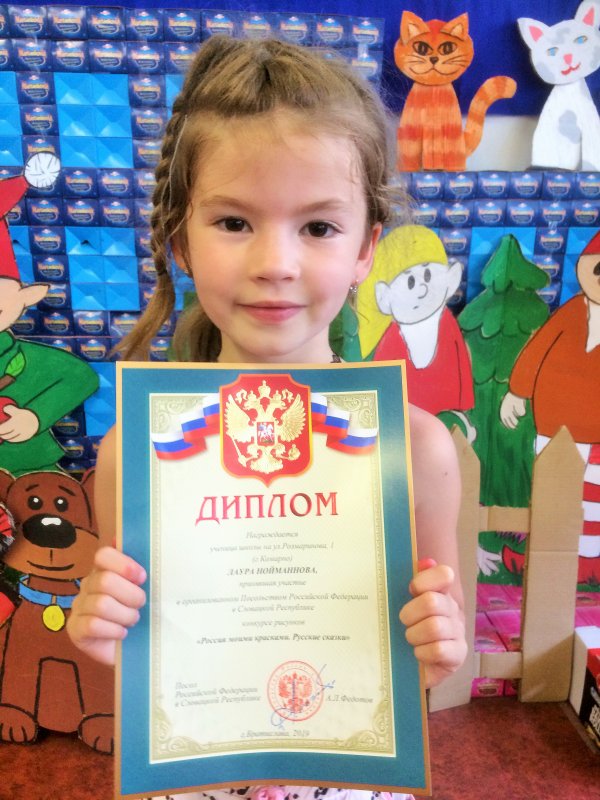 ДИПЛОМ
Награждается
ученица школы на ул.Розмаринова, 1
(г.Комарно)
ЛАУРА НОЙМАННОВА,
принявшая участие
в организованном Посольством Российской Федерации
в Словацкой Республике
конкурсе рисунков
«Россия моими красками. Русские сказки»
Посол
Российской Федерации
в Словацкой Республике
А.Л.Федотов
г.Братислава, 2019